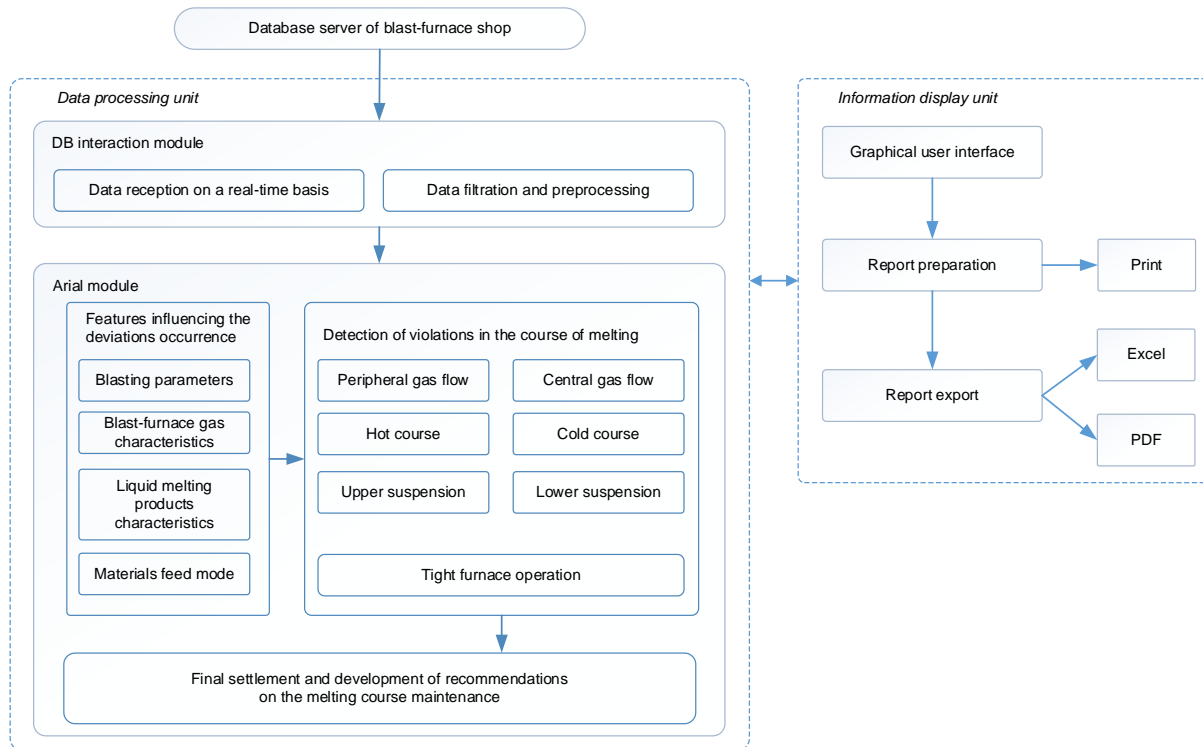 Database server of blast-furnace shop
Data processing unit
DB interaction module
Data reception on a real-time basis
Data filtration and preprocessing
Arial module
Features influencing the
deviations occurrence
Blasting parameters
Blast-furnace gas
characteristics
Liquid melting
products
characteristics
Materials feed mode
Detection of violations in the course of melting
Peripheral gas flow
Central gas flow
Hot course
Cold course
Upper suspension
Lower suspension
Tight furnace operation
Final settlement and development of recommendations
on the melting course maintenance
Information display unit
Graphical user interface
Report preparation
Print
Report export
Excel
PDF